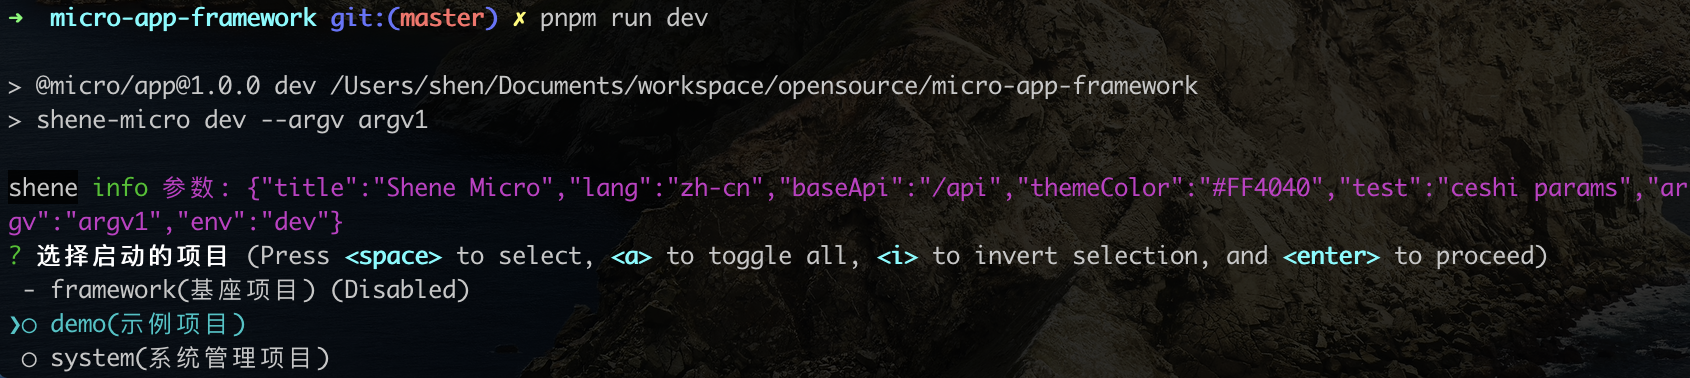 ➜  micro-app-framework git:(master) ✗ pnpm run dev
> @micro/app@1.0.0 dev /Users/shen/Documents/workspace/opensource/micro-app-framework
> shene-micro dev --argv argv1
shene info 参数: {"title":"Shene Micro","lang":"zh-cn","baseApi":"/api","themeColor":"#FF4040","test":"ceshi params","ar
gv":"argv1","env":"dev"}
? 选择启动的项目 (Press <space> to select, <a> to toggle all, <i> to invert selection, and <enter> to proceed)
- framework(基座项目) (Disabled)
❯◯ demo(示例项目)
◯ system(系统管理项目)